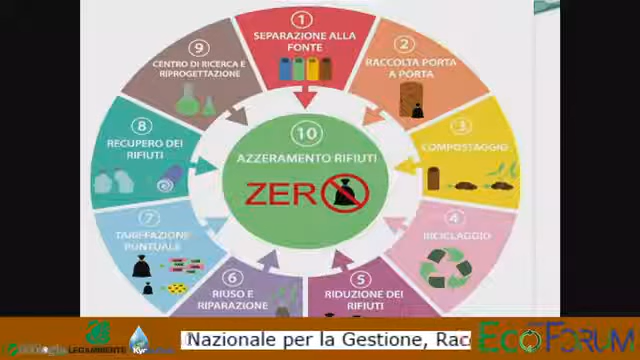 1
SEPARAZIONE ALLA
FONTE
2
RACCOLTA PORTA
A PORTA
3
COMPOSTAGGIO
4
RICICLAGGIO
5
RIDUZIONE DEI
RIFIUTI
6
RIUSO E
RIPARAZIONE
7
TARIFFAZIONE
PUNTUALE
8
RECUPERO DEI
RIFIUTI
9
CENTRO DI RICERCA E
RIPROGETTAZIONE
10
AZZERAMENTO RIFIUTI
ZERO
LEGAMBIENTE
Nazionale per la Gestione, Rac
ECOFORUM